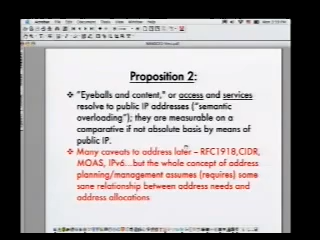 Proposition 2:
❖ "Eyeballs and content," or access and services
resolve to public IP addresses ("semantic
overloading"); they are measurable on a
comparative if not absolute basis by means of
public IP.
❖ Many caveats to address later – RFC1918,CIDR,
MOAS, IPv6...but the whole concept of address
planning/management assumes (requires) some
sane relationship between address needs and
address allocations